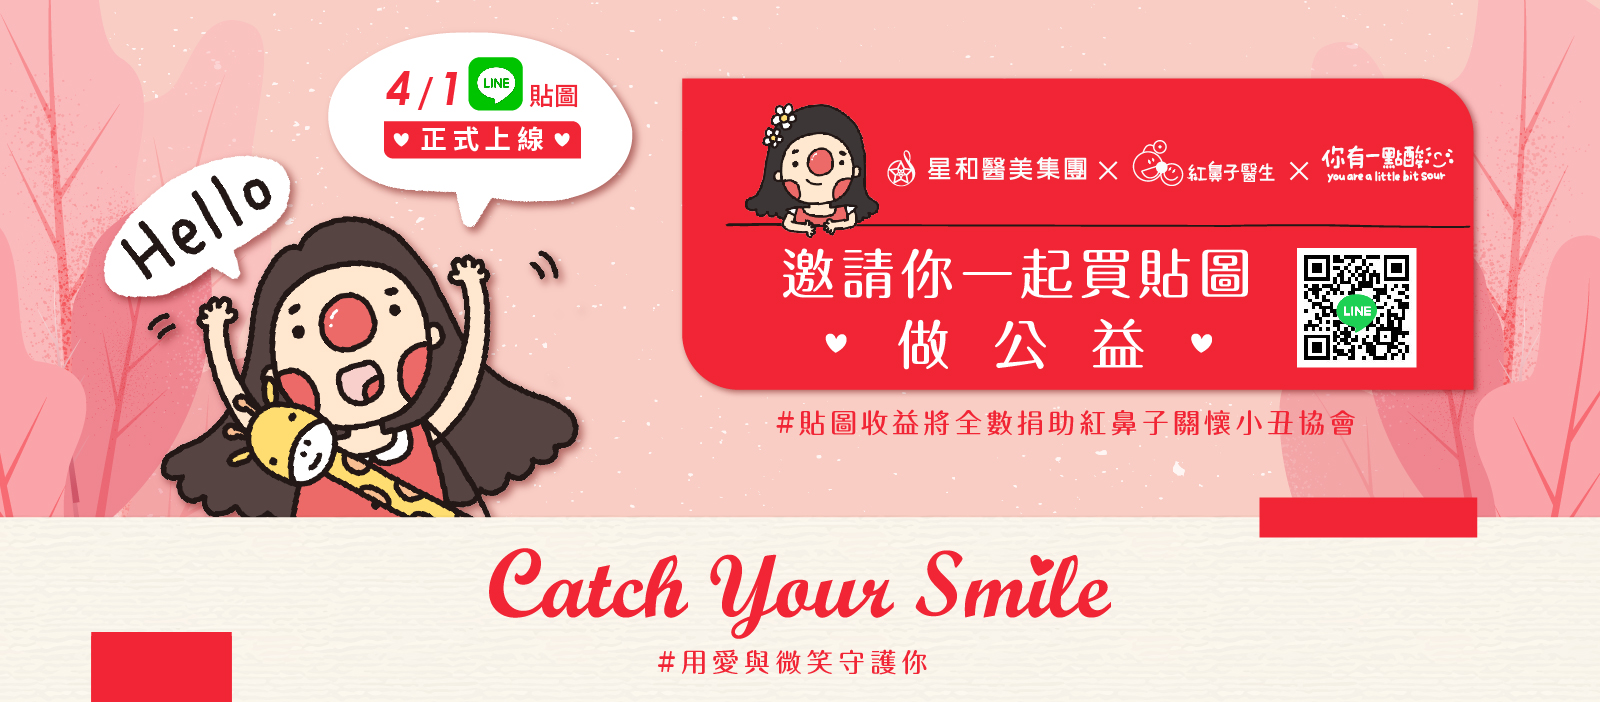 4/1 LINE 貼圖
正式上線
Hello
星和醫美集團 × 紅鼻子醫生 × 你有一點酸
you are a little bit sour
邀請你一起買貼圖
做公益
LINE
#貼圖收益將全數捐助紅鼻子關懷小丑協會
Catch Your Smile
#用愛與微笑守護你